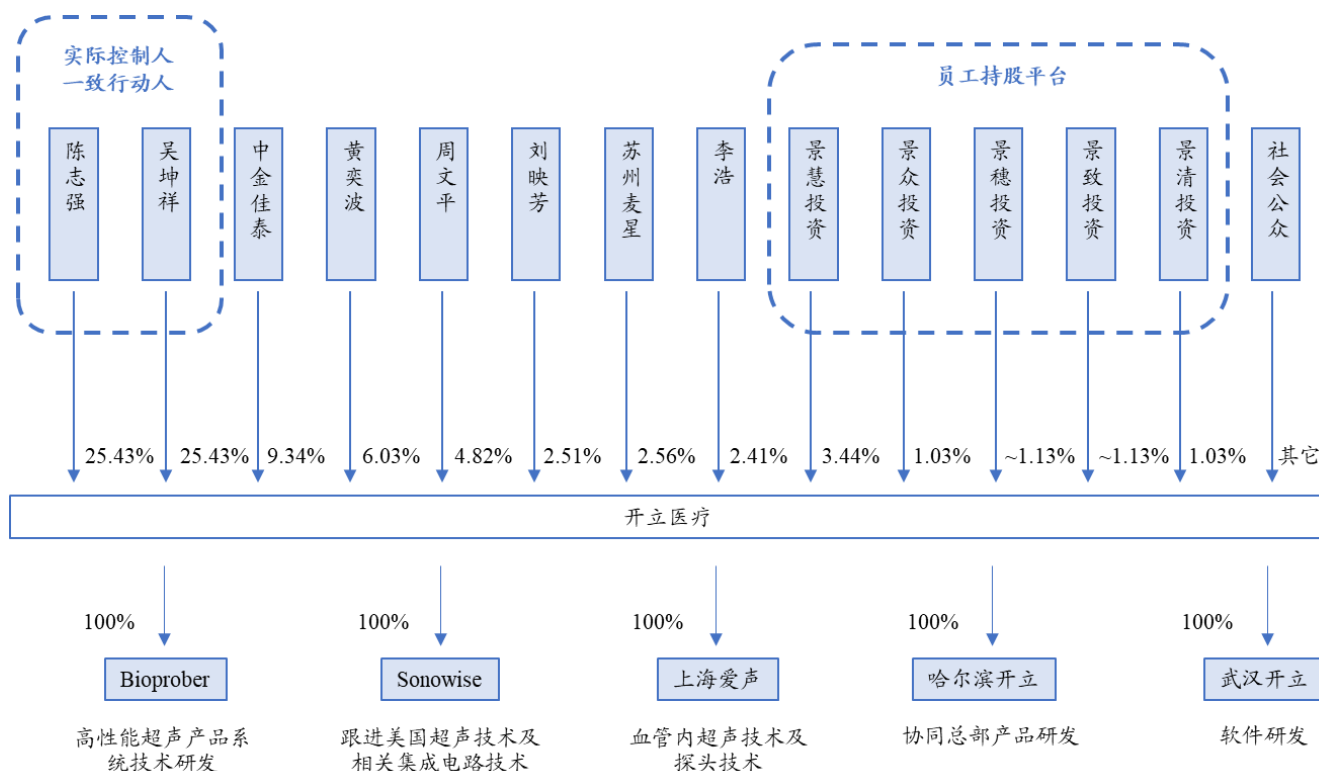 实际控制人
一致行动人
员工持股平台
陈志强
吴坤祥
中金佳泰
黄奕波
周文平
刘映芳
苏州麦星
李浩
景慧投资
景众投资
景穗投资
景致投资
景清投资
社会公众
25.43%
25.43%
9.34%
6.03%
4.82%
2.51%
2.56%
2.41%
3.44%
1.03%
~1.13%
~1.13%
1.03%
其它
开立医疗
100%
100%
100%
100%
100%
Bioprober
Sonowise
上海爱声
哈尔滨开立
武汉开立
高性能超声产品系
统技术研发
跟进美国超声技术及
相关集成电路技术
血管内超声技术及
探头技术
协同总部产品研发
软件研发